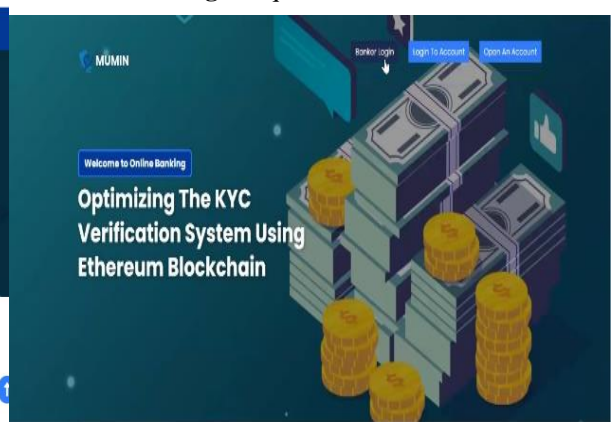 MUMIN
Banker Login
Login To Account
Open An Account
Welcome to Online Banking
Optimizing The KYC
Verification System Using
Ethereum Blockchain